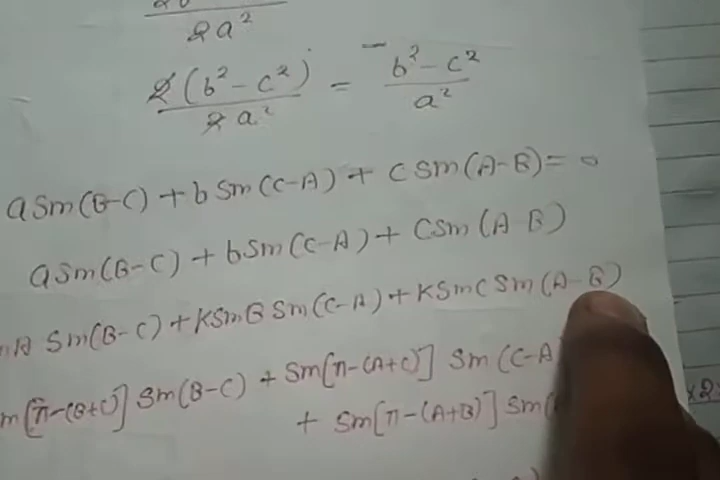 2a²
2(b²-c²) / 2a² = b²-c² / a²
a Sin(B-C) + b Sin(C-A) + C Sin(A-B) = 0
a Sin(B-C) + b Sin(C-A) + C Sin(A B)
A Sin(B-C) + K Sin B Sin(C-A) + K Sin C Sin(A-B)
[π-(B+C)] Sin(B-C) + Sin[π-(A+C)] Sin(C-A
+ Sin[π-(A+B)] Sin(